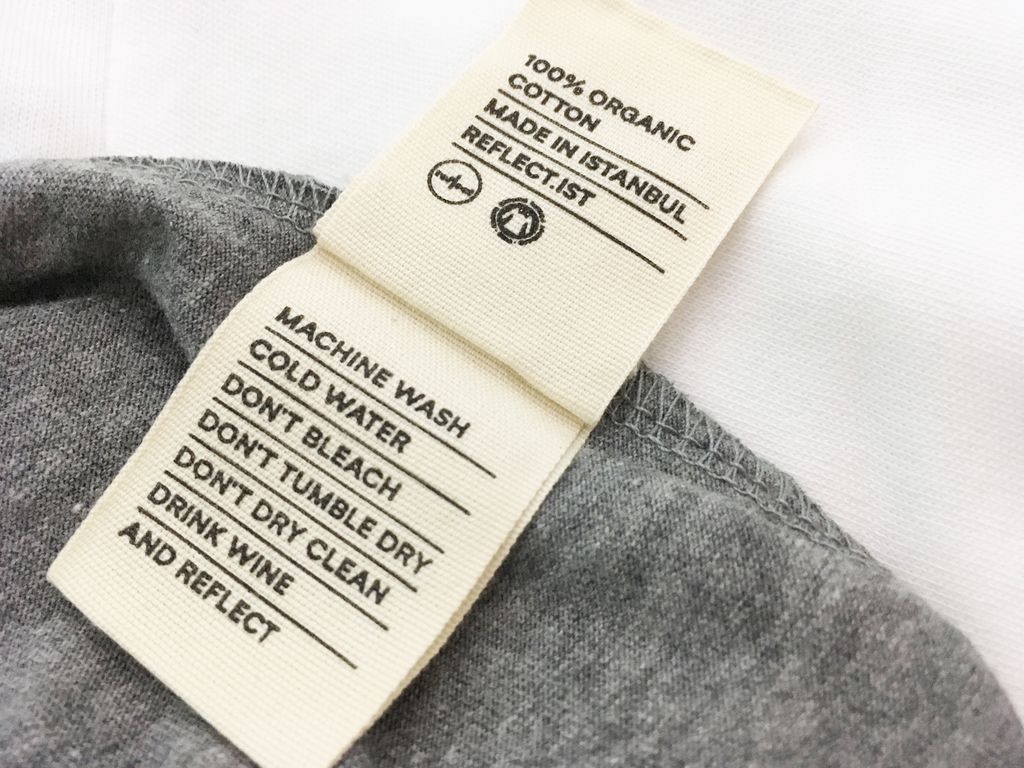 100% ORGANIC
COTTON
MADE IN ISTANBUL
REFLECT.IST
MACHINE WASH
COLD WATER
DON'T BLEACH
DON'T TUMBLE DRY
DON'T DRY CLEAN
DRINK WINE
AND REFLECT